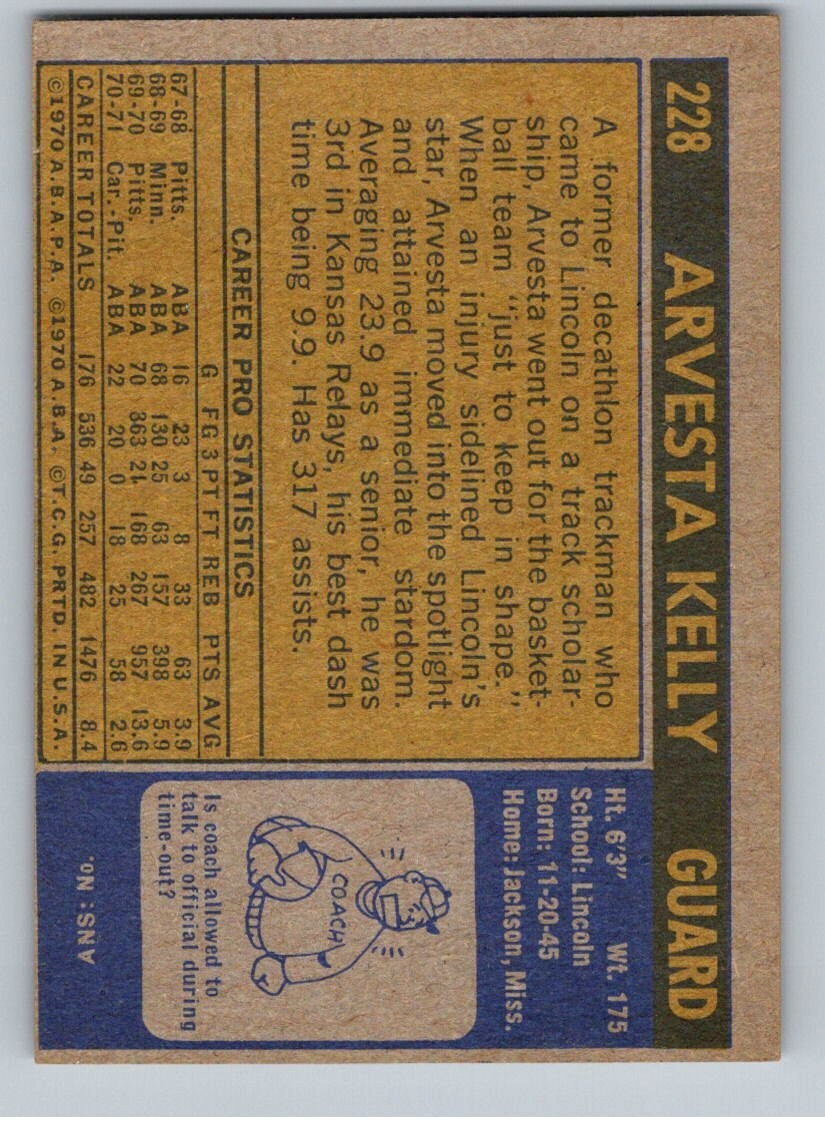 228 ARVESTA KELLY GUARD
A former decathlon trackman who
came to Lincoln on a track scholar-
ship, Arvesta went out for the basket-
ball team "just to keep in shape."
When an injury sidelined Lincoln's
star, Arvesta moved into the spotlight
and attained immediate stardom.
Averaging 23.9 as a senior, he was
3rd in Kansas Relays, his best dash
time being 9.9. Has 317 assists.
CAREER PRO STATISTICS
G FG 3PT FT REB PTS AVG
67-68 Pitts. ABA 16 23 3 8 33 63 3.9
68-69 Minn. ABA 68 130 25 63 157 398 5.9
69-70 Pitts. ABA 70 363 21 168 267 957 13.6
70-71 Car.-Pit. ABA 22 20 0 18 25 58 2.6
CAREER TOTALS 176 536 49 257 482 1476 8.4
©1970 A.B.A.P.A. ©1970 A.B.A. ©T.C.G. PRTD. IN U.S.A.
Ht. 6'3" Wt. 175
School: Lincoln
Born: 11-20-45
Home: Jackson, Miss.
COACH
Is coach allowed to
talk to official during
time-out?
ANS: No.